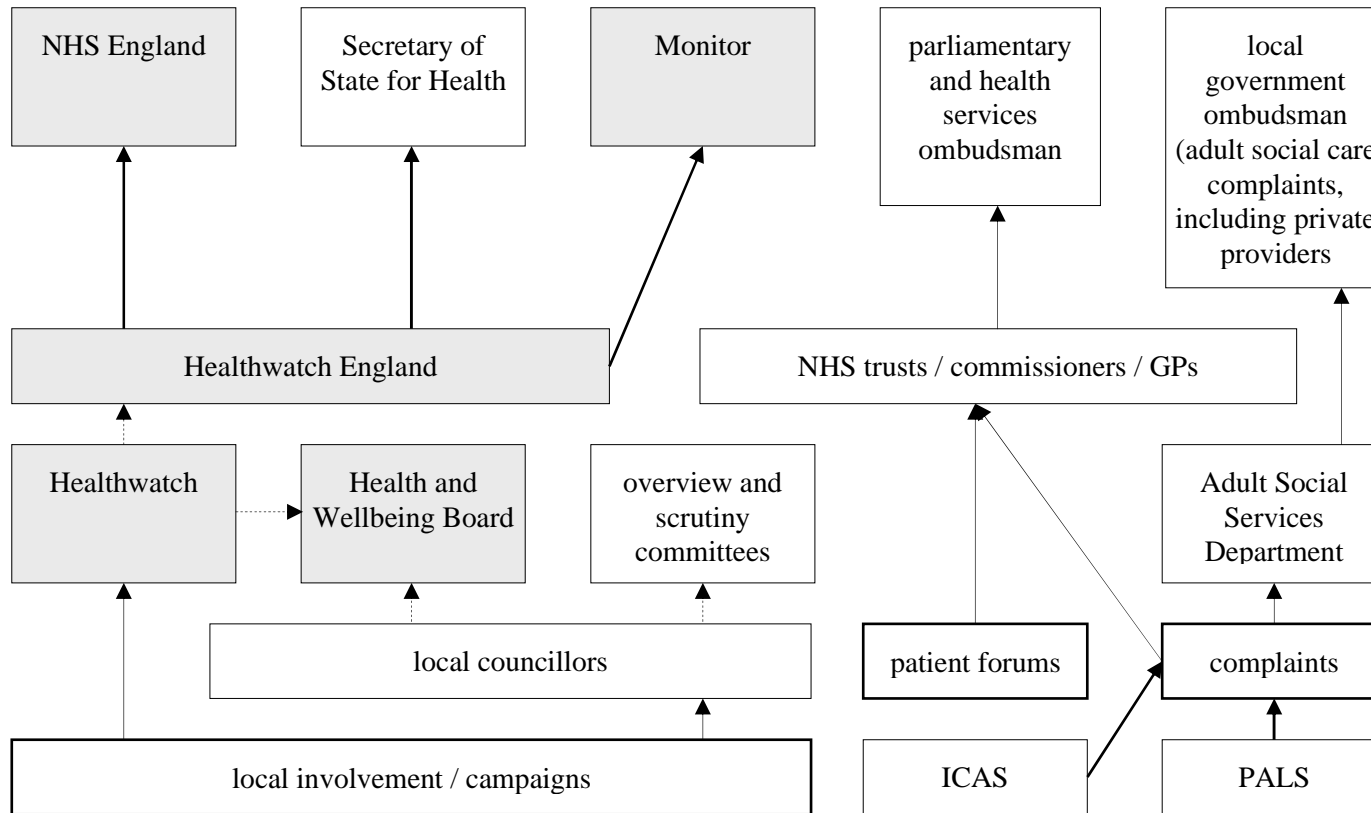 NHS England
Secretary of
State for Health
Monitor
parliamentary
and health
services
ombudsman
local
government
ombudsman
(adult social care
complaints,
including private
providers
Healthwatch England
NHS trusts / commissioners / GPs
Healthwatch
Health and
Wellbeing Board
overview and
scrutiny
committees
Adult Social
Services
Department
local councillors
patient forums
complaints
local involvement / campaigns
ICAS
PALS